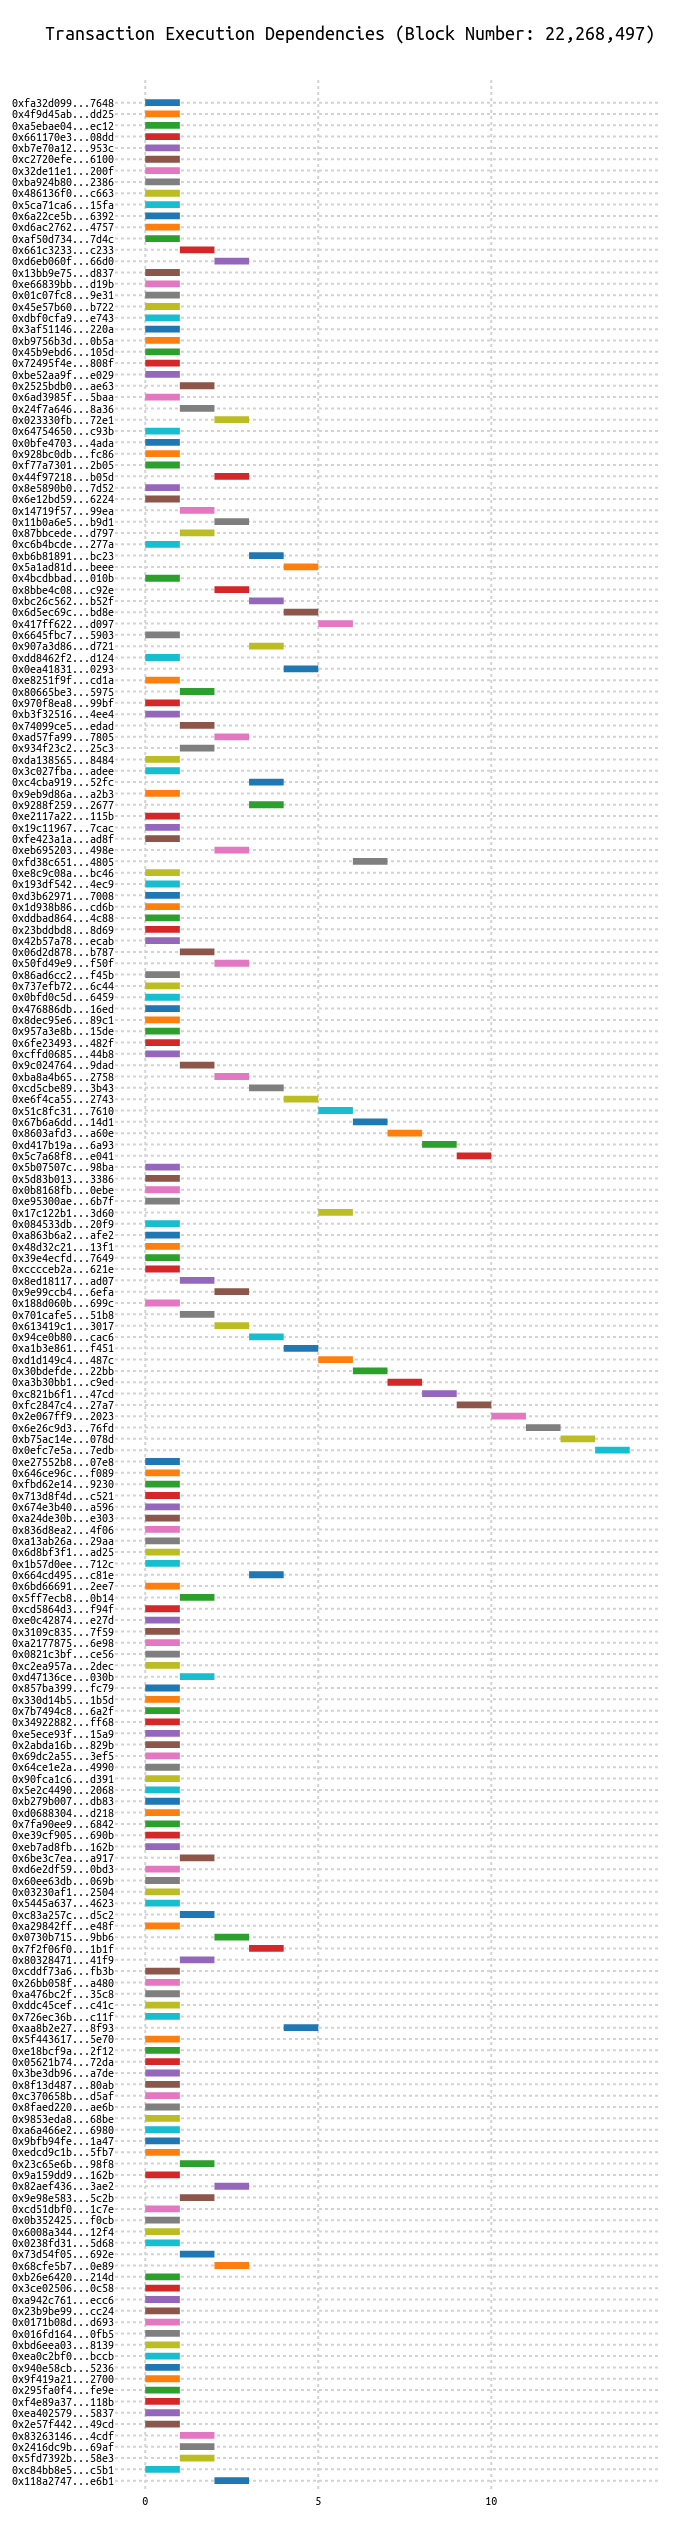 Transaction Execution Dependencies (Block Number: 22,268,497)
0xfa32d099...7648
0x4f9d45ab...dd25
0xa5ebae04...ec12
0x661170e3...08dd
0xb7e70a12...953c
0xc2720efe...6100
0x32de11e1...200f
0xba924b80...2386
0x486136f0...c663
0x5ca71ca6...15fa
0x6a22ce5b...6392
0xd6ac2762...4757
0xaf50d734...7d4c
0x661c3233...c233
0xd6eb060f...66d0
0x13bb9e75...d837
0xe66839bb...d19b
0x01c07fc8...9e31
0x45e57b60...b722
0xdbf0cfa9...e743
0x3af51146...220a
0xb9756b3d...0b5a
0x45b9ebd6...105d
0x72495f4e...808f
0xbe52aa9f...e029
0x2525bdb0...ae63
0x6ad3985f...5baa
0x24f7a646...8a36
0x023330fb...72e1
0x64754650...c93b
0x0bfe4703...4ada
0x928bc0db...fc86
0xf77a7301...2b05
0x44f97218...b05d
0x8e5890b0...7d52
0x6e12bd59...6224
0x14719f57...99ea
0x11b0a6e5...b9d1
0x87bbcede...d797
0xc6b4bcde...277a
0xb6b81891...bc23
0x5a1ad81d...beee
0x4bcdbbad...010b
0x8bbe4c08...c92e
0xbc26c562...b52f
0x6d5ec69c...bd8e
0x417ff622...d097
0x6645fbc7...5903
0x907a3d86...d721
0xdd8462f2...d124
0x0ea41831...0293
0xe8251f9f...cd1a
0x80665be3...5975
0x970f8ea8...99bf
0xb3f32516...4ee4
0x74099ce5...edad
0xad57fa99...7805
0x934f23c2...25c3
0xda138565...8484
0x3c027fba...adee
0xc4cba919...52fc
0x9eb9d86a...a2b3
0x9288f259...2677
0xe2117a22...115b
0x19c11967...7cac
0xfe423a1a...ad8f
0xeb695203...498e
0xfd38c651...4805
0xe8c9c08a...bc46
0x193df542...4ec9
0xd3b62971...7008
0x1d938b86...cd6b
0xddbad864...4c88
0x23bddbd8...8d69
0x42b57a78...ecab
0x06d2d878...b787
0x50fd49e9...f50f
0x86ad6cc2...f45b
0x737efb72...6c44
0x0bfd0c5d...6459
0x476886db...16ed
0x8dec95e6...89c1
0x957a3e8b...15de
0x6fe23493...482f
0xcffd0685...44b8
0x9c024764...9dad
0xba8a4b65...2758
0xcd5cbe89...3b43
0xe6f4ca55...2743
0x51c8fc31...7610
0x67b6a6dd...14d1
0x8603afd3...a60e
0xd417b19a...6a93
0x5c7a68f8...e041
0x5b07507c...98ba
0x5d83b013...3386
0x0b8168fb...0ebe
0xe95300ae...6b7f
0x17c122b1...3d60
0x084533db...20f9
0xa863b6a2...afe2
0x48d32c21...13f1
0x39e4ecfd...7649
0xcccceb2a...621e
0x8ed18117...ad07
0x9e99ccb4...6efa
0x188d060b...699c
0x701cafe5...51b8
0x613419c1...3017
0x94ce0b80...cac6
0xa1b3e861...f451
0xd1d149c4...487c
0x30bdefde...22bb
0xa3b30bb1...c9ed
0xc821b6f1...47cd
0xfc2847c4...27a7
0x2e067ff9...2023
0x6e26c9d3...76fd
0xb75ac14e...078d
0x0efc7e5a...7edb
0xe27552b8...07e8
0x646ce96c...f089
0xfbd62e14...9230
0x713d8f4d...c521
0x674e3b40...a596
0xa24de30b...e303
0x836d8ea2...4f06
0xa13ab26a...29aa
0x6d8bf3f1...ad25
0x1b57d0ee...712c
0x664cd495...c81e
0x6bd66691...2ee7
0x5ff7ecb8...0b14
0xcd5864d3...f94f
0xe0c42874...e27d
0x3109c835...7f59
0xa2177875...6e98
0x0821c3bf...ce56
0xc2ea957a...2dec
0xd47136ce...030b
0x857ba399...fc79
0x330d14b5...1b5d
0x7b7494c8...6a2f
0x34922882...ff68
0xe5ece93f...15a9
0x2abda16b...829b
0x69dc2a55...3ef5
0x64ce1e2a...4990
0x90fca1c6...d391
0x5e2c4490...2068
0xb279b007...db83
0xd0688304...d218
0x7fa90ee9...6842
0xe39cf905...690b
0xeb7ad8fb...162b
0x6be3c7ea...a917
0xd6e2df59...0bd3
0x60ee63db...069b
0x03230af1...2504
0x5445a637...4623
0xc83a257c...d5c2
0xa29842ff...e48f
0x0730b715...9bb6
0x7f2f06f0...1b1f
0x80328471...41f9
0xcddf73a6...fb3b
0x26bb058f...a480
0xa476bc2f...35c8
0xddc45cef...c41c
0x726ec36b...c11f
0xaa8b2e27...8f93
0x5f443617...5e70
0xe18bcf9a...2f12
0x05621b74...72da
0x3be3db96...a7de
0x8f13d487...80ab
0xc370658b...d5af
0x8faed220...ae6b
0x9853eda8...68be
0xa6a466e2...6980
0x9bfb94fe...1a47
0xedcd9c1b...5fb7
0x23c65e6b...98f8
0x9a159dd9...162b
0x82aef436...3ae2
0x9e98e583...5c2b
0xcd51dbf0...1c7e
0x0b352425...f0cb
0x6008a344...12f4
0x0238fd31...5d68
0x73d54f05...692e
0x68cfe5b7...0e89
0xb26e6420...214d
0x3ce02506...0c58
0xa942c761...ecc6
0x23b9be99...cc24
0x0171b08d...d693
0x016fd164...0fb5
0xbd6eea03...8139
0xea0c2bf0...bccb
0x940e58cb...5236
0x9f419a21...2700
0x295fa0f4...fe9e
0xf4e89a37...118b
0xea402579...5837
0x2e57f442...49cd
0x83263146...4cdf
0x2416dc9b...69af
0x5fd7392b...58e3
0xc84bb8e5...c5b1
0x118a2747...e6b1
0 5 10